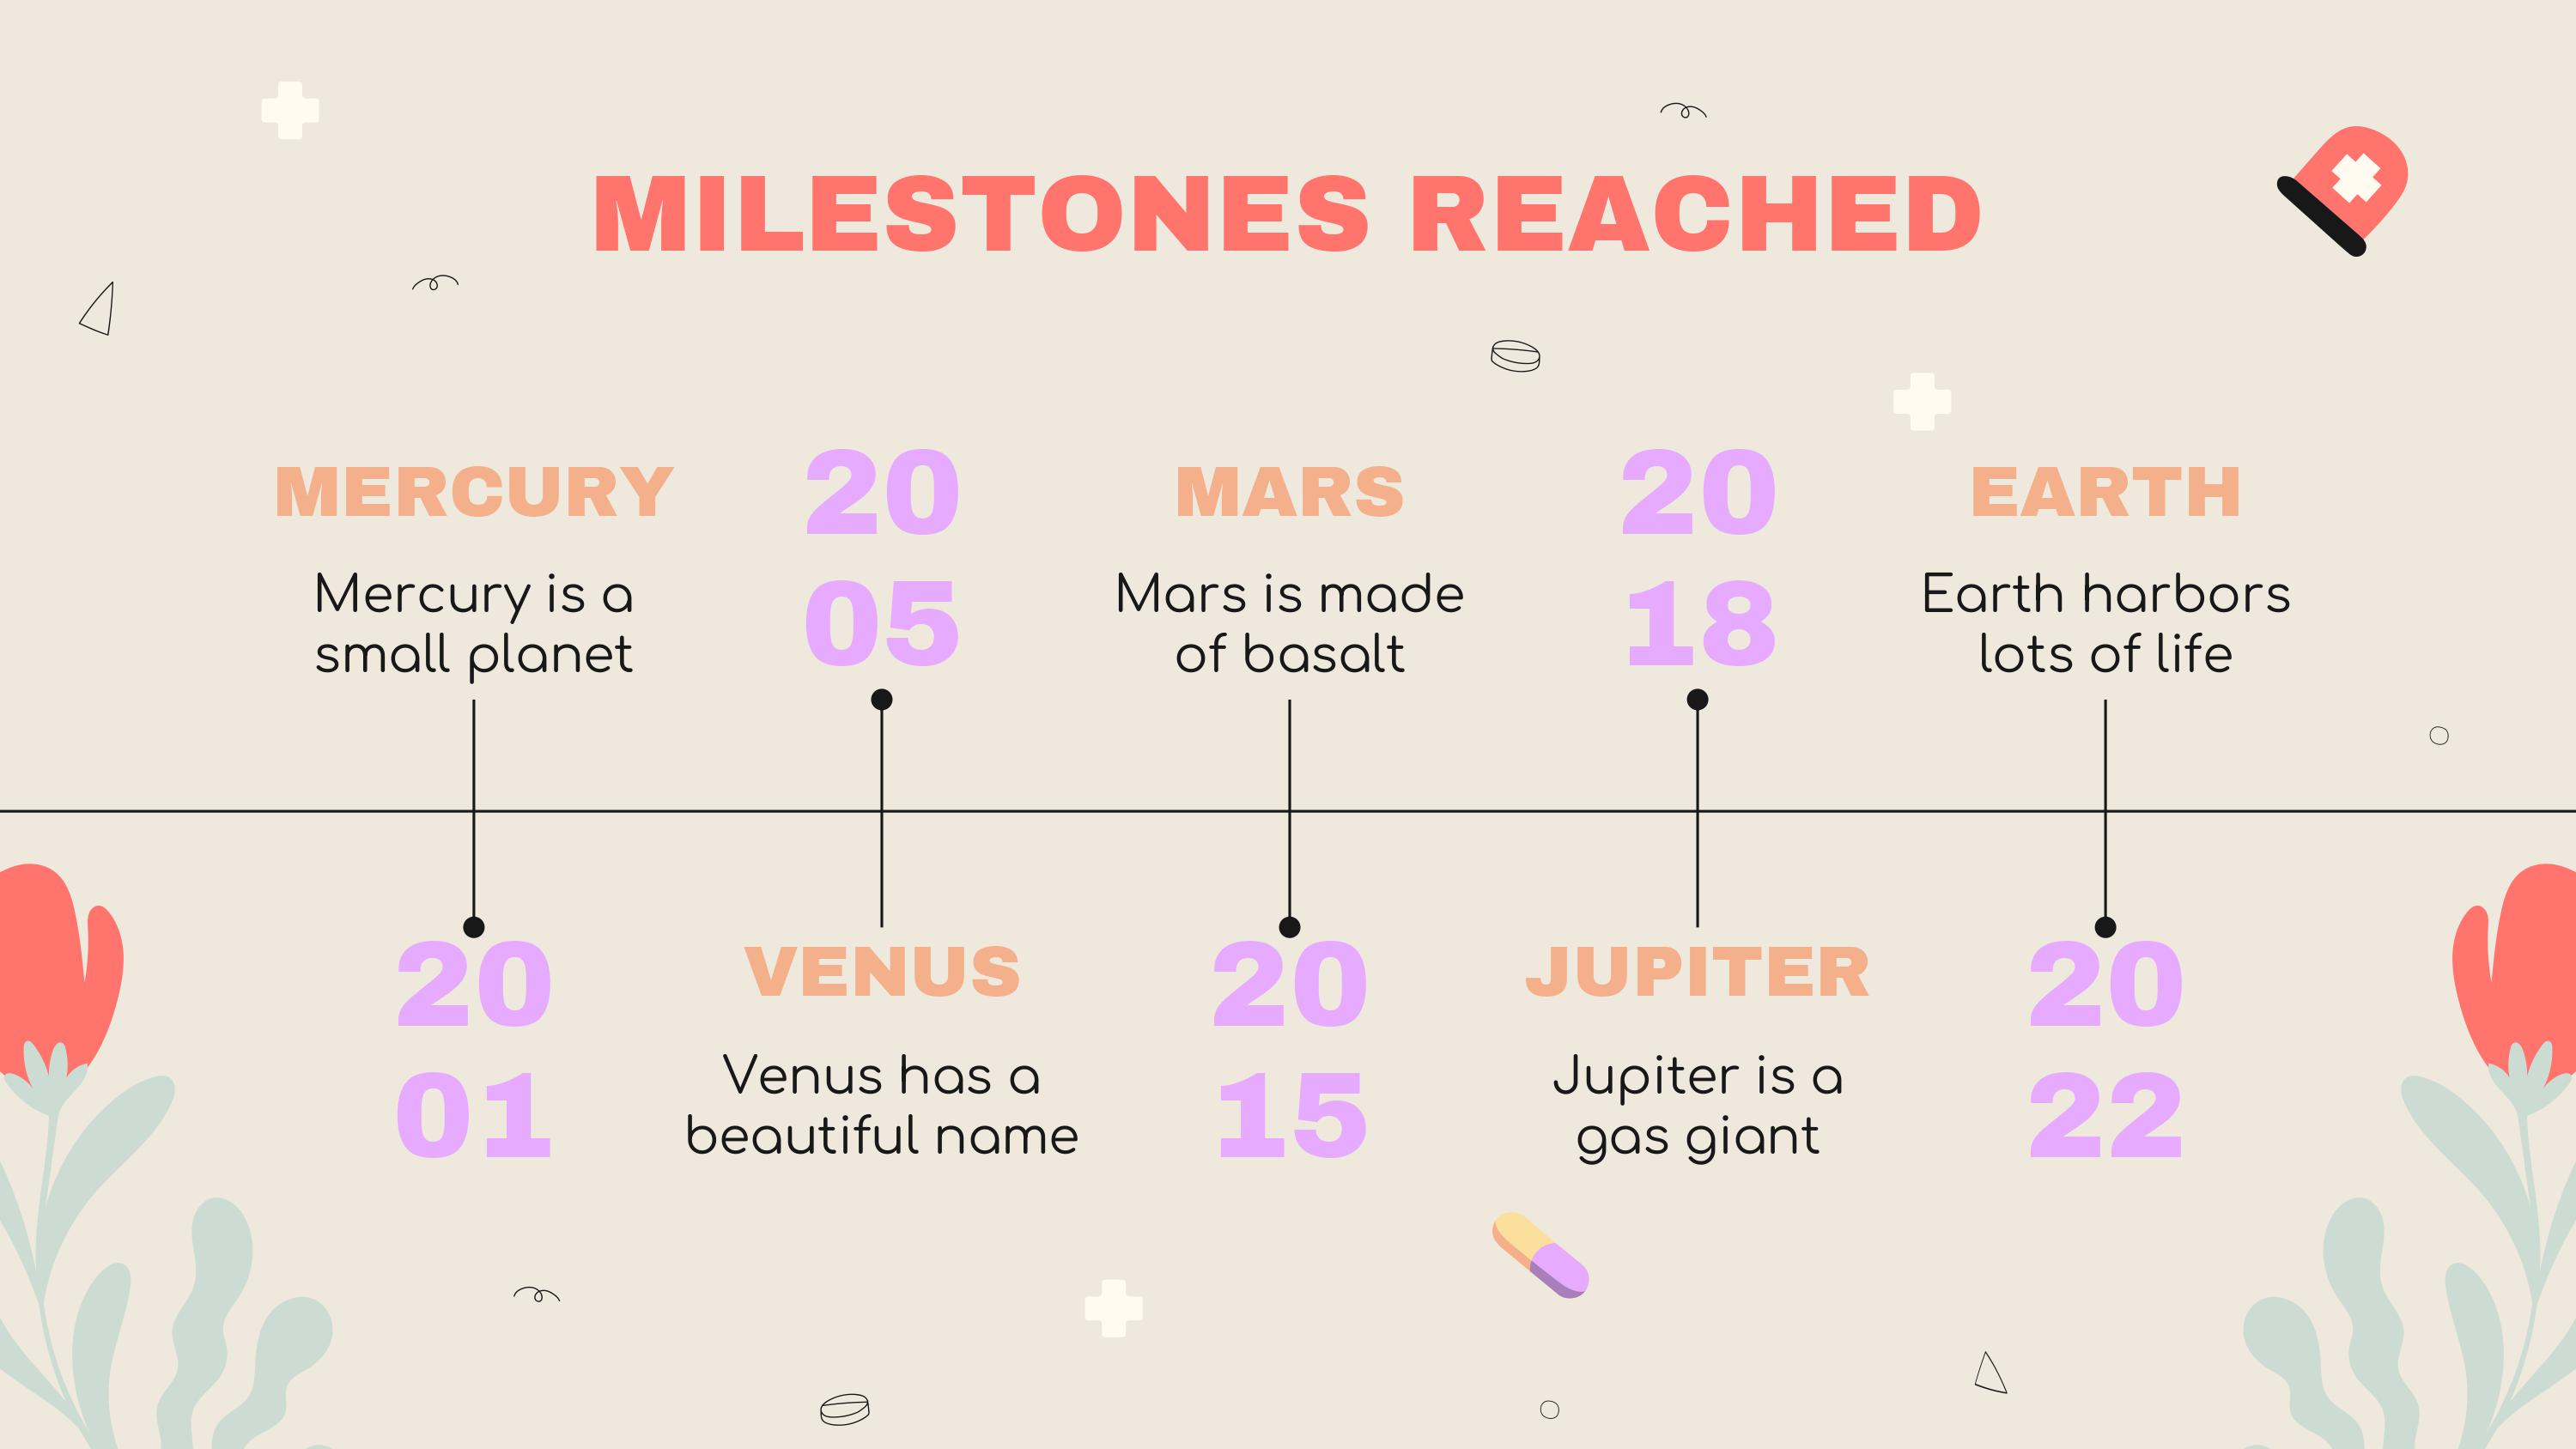 MILESTONES REACHED
MERCURY
Mercury is a
small planet
20
01
20
05
VENUS
Venus has a
beautiful name
MARS
Mars is made
of basalt
20
15
20
18
JUPITER
Jupiter is a
gas giant
EARTH
Earth harbors
lots of life
20
22